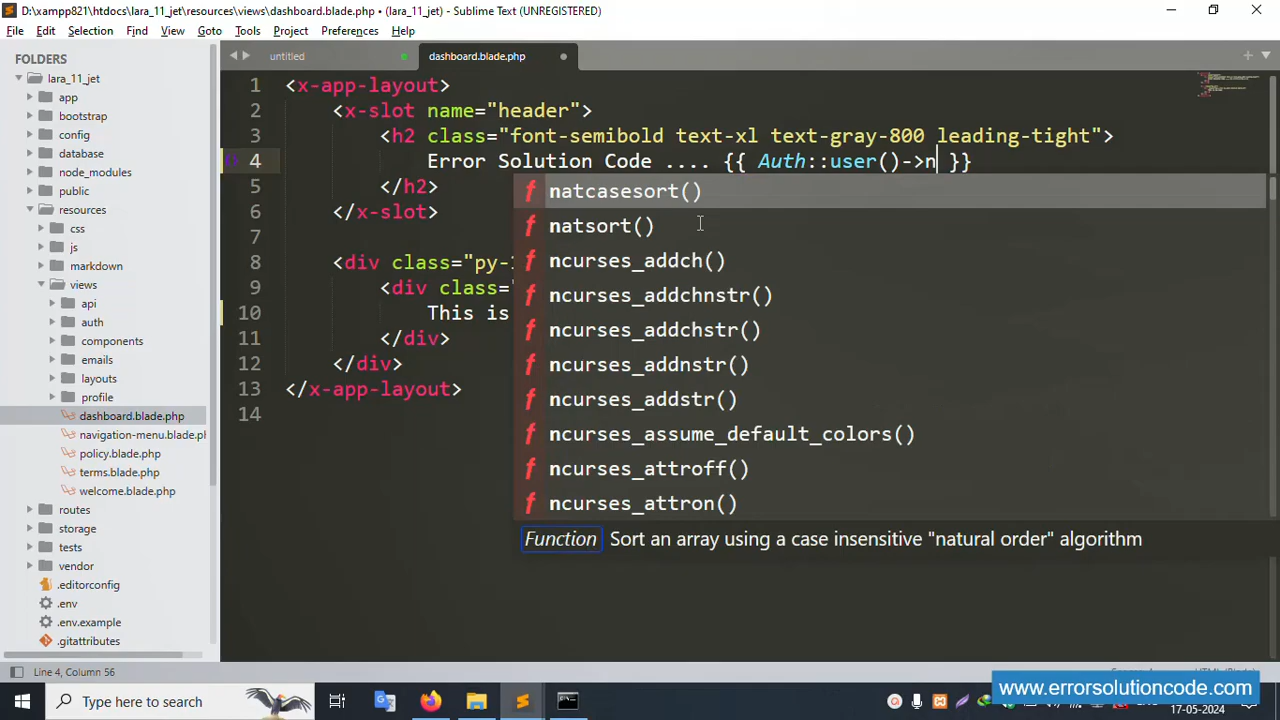 D:\xampp821\htdocs\lara_11_jet\resources\views\dashboard.blade.php • (lara_11_jet) - Sublime Text (UNREGISTERED)
File Edit Selection Find View Goto Tools Project Preferences Help
FOLDERS
lara_11_jet
app
bootstrap
config
database
node_modules
public
resources
css
js
markdown
views
api
auth
components
emails
layouts
profile
dashboard.blade.php
navigation-menu.blade.ph
policy.blade.php
terms.blade.php
welcome.blade.php
routes
storage
tests
vendor
.editorconfig
.env
.env.example
.gitattributes
untitled
dashboard.blade.php
1 <x-app-layout>
2 <x-slot name="header">
3 <h2 class="font-semibold text-xl text-gray-800 leading-tight">
4 Error Solution Code .... {{ Auth::user()->n }}
5 </h2>
6 </x-slot>
7
8 <div class="py-1
9 <div class="
10 This is
11 </div>
12 </div>
13 </x-app-layout>
14
f natcasesort()
f natsort()
f ncurses_addch()
f ncurses_addchnstr()
f ncurses_addchstr()
f ncurses_addnstr()
f ncurses_addstr()
f ncurses_assume_default_colors()
f ncurses_attroff()
f ncurses_attron()
Function Sort an array using a case insensitive "natural order" algorithm
Line 4, Column 56
Type here to search
www.errorsolutioncode.com
17-05-2024